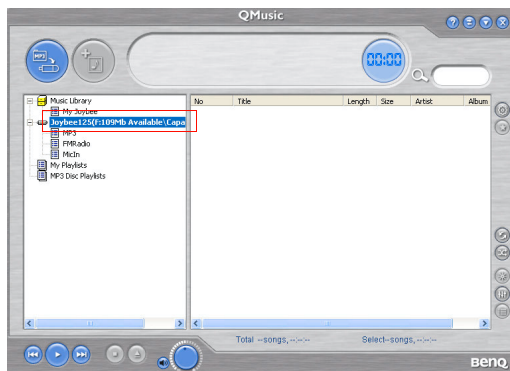 QMusic
MP3
00:00
Music Library
My Joybee
Joybee125(F:109Mb Available\Capa
MP3
FMRadio
MicIn
My Playlists
MP3 Disc Playlists
No Title Length Size Artist Album
Total --songs,--:--:-- Select--songs,--:--:--
BenQ